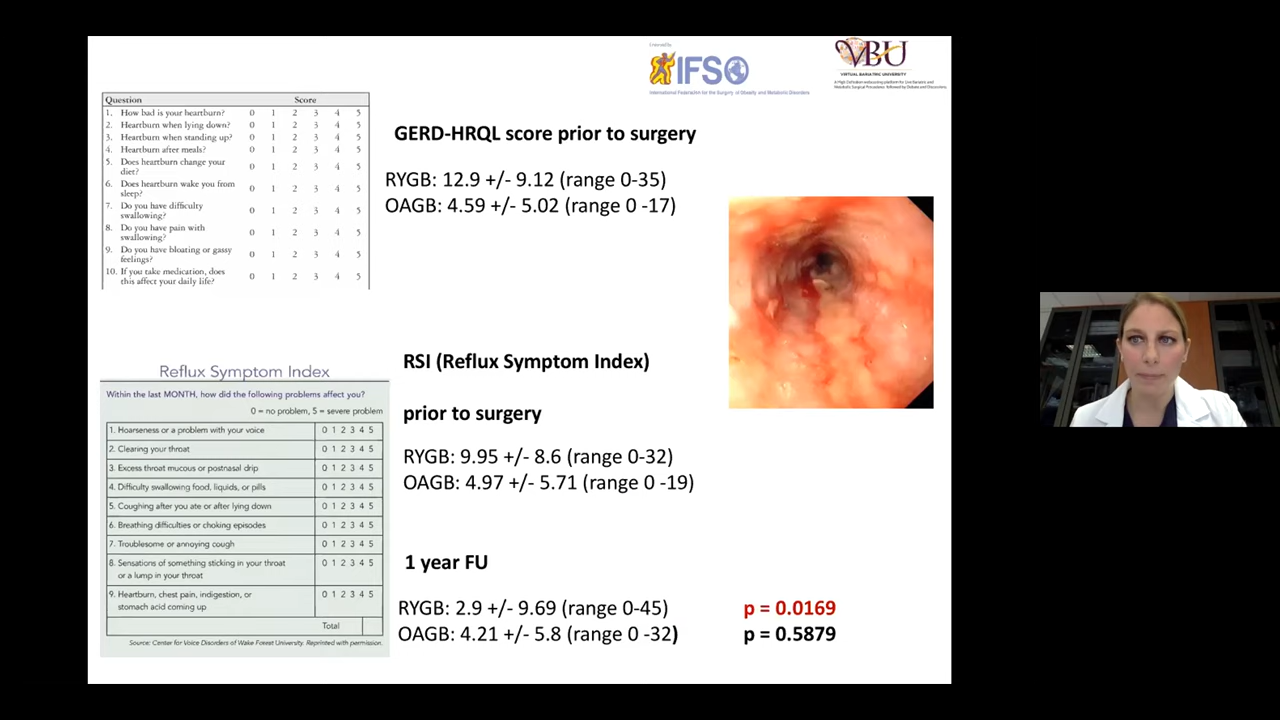 Licensed by
IFSO
International Federation for the Surgery of Obesity and Metabolic Disorders
VBU
VIRTUAL BARIATRIC UNIVERSITY
Question Score
1. How bad is your heartburn? 0 1 2 3 4 5
2. Heartburn when lying down? 0 1 2 3 4 5
3. Heartburn when standing up? 0 1 2 3 4 5
4. Heartburn after meals? 0 1 2 3 4 5
5. Does heartburn change your
diet? 0 1 2 3 4 5
6. Does heartburn wake you from
sleep? 0 1 2 3 4 5
7. Do you have difficulty
swallowing? 0 1 2 3 4 5
8. Do you have pain with
swallowing? 0 1 2 3 4 5
9. Do you have bloating or gassy
feelings? 0 1 2 3 4 5
10. If you take medication, does
this affect your daily life? 0 1 2 3 4 5
GERD-HRQL score prior to surgery
RYGB: 12.9 +/- 9.12 (range 0-35)
OAGB: 4.59 +/- 5.02 (range 0 -17)
Reflux Symptom Index
Within the last MONTH, how did the following problems affect you?
0 = no problem, 5 = severe problem
1. Hoarseness or a problem with your voice 0 1 2 3 4 5
2. Clearing your throat 0 1 2 3 4 5
3. Excess throat mucous or postnasal drip 0 1 2 3 4 5
4. Difficulty swallowing food, liquids, or pills 0 1 2 3 4 5
5. Coughing after you ate or after lying down 0 1 2 3 4 5
6. Breathing difficulties or choking episodes 0 1 2 3 4 5
7. Troublesome or annoying cough 0 1 2 3 4 5
8. Sensations of something sticking in your throat 0 1 2 3 4 5
or a lump in your throat
9. Heartburn, chest pain, indigestion, or 0 1 2 3 4 5
stomach acid coming up
Total
Source: Center for Voice Disorders of Wake Forest University. Reprinted with permission.
RSI (Reflux Symptom Index)
prior to surgery
RYGB: 9.95 +/- 8.6 (range 0-32)
OAGB: 4.97 +/- 5.71 (range 0 -19)
1 year FU
RYGB: 2.9 +/- 9.69 (range 0-45) p = 0.0169
OAGB: 4.21 +/- 5.8 (range 0 -32) p = 0.5879